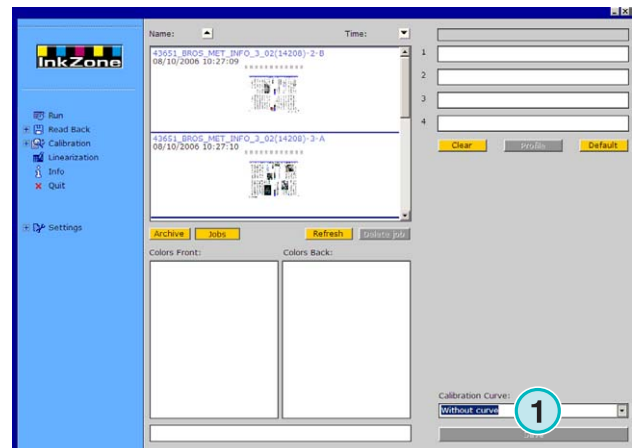 InkZone
Run
Read Back
Calibration
Linearization
Info
Quit
Settings
Name:
Time:
43651_BROS_MET_INFO_3_02(14208)-2-B
08/10/2006 10:27:09
43651_BROS_MET_INFO_3_02(14208)-3-A
08/10/2006 10:27:10
Archive
Jobs
Refresh
Delete job
Colors Front:
Colors Back:
1
2
3
4
Clear
Profile
Default
Calibration Curve:
Without curve
1
Save